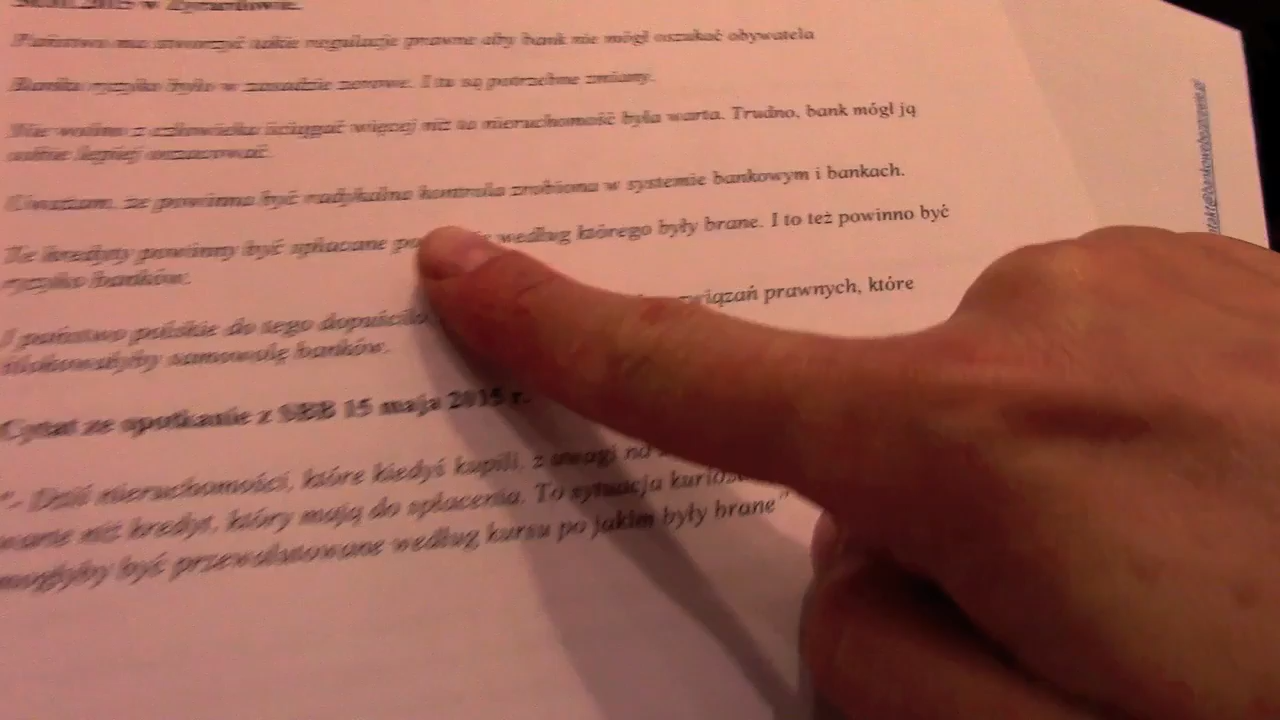 30.01.2015 w Żyrardowie.
Państwo ma stworzyć takie regulacje prawne aby bank nie mógł oszukać obywatela
Banku ryzyko było w zasadzie zerowe. I tu są potrzebne zmiany.
Nie wolno z człowieka ściągać więcej niż ta nieruchomość była warta. Trudno, bank mógł ją
sobie lepiej oszacować.
Uważam, że powinna być radykalna kontrola zrobiona w systemie bankowym i bankach.
Te kredyty powinny być spłacane po według którego były brane. I to też powinno być
ryzyko banków.
I państwo polskie do tego dopuściło prawnych, które
blokowałyby samowolę banków.
Cytat ze spotkanie z SBB 15 maja 2015 r.
"- Dziś nieruchomości, które kiedyś kupili, z uwagi na
warte niż kredyt, który mają do spłacenia. To sytuacja
mogłyby być przewalutowane według kursu po jakim były brane"